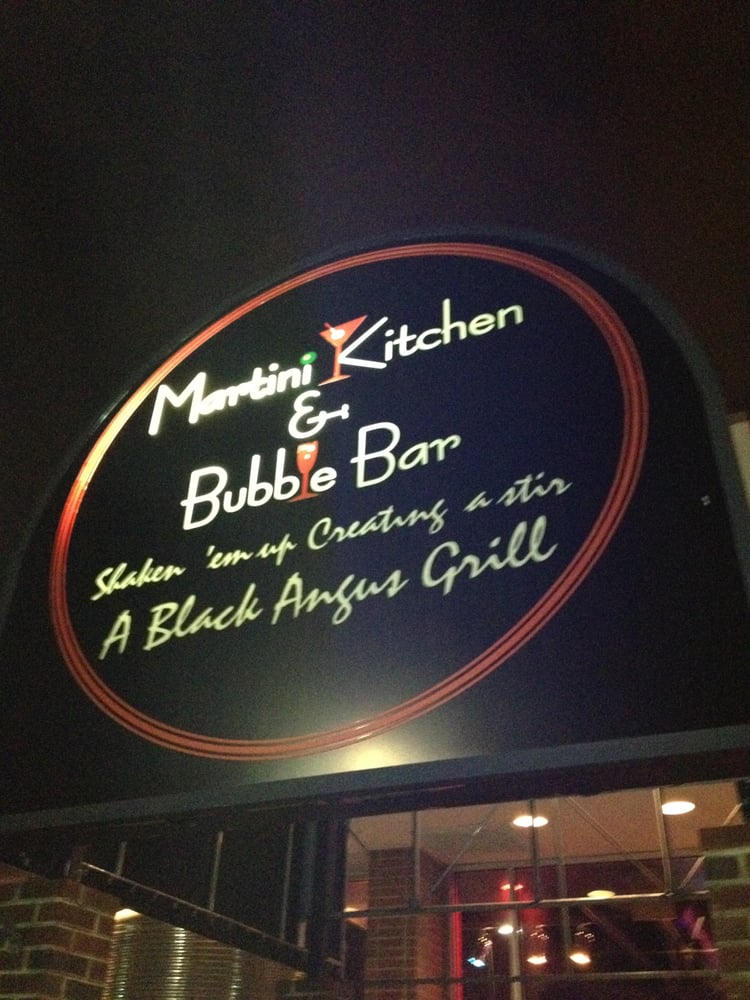 Martini Kitchen
&
Bubble Bar
Shaken 'em up Creating a stir
A Black Angus Grill